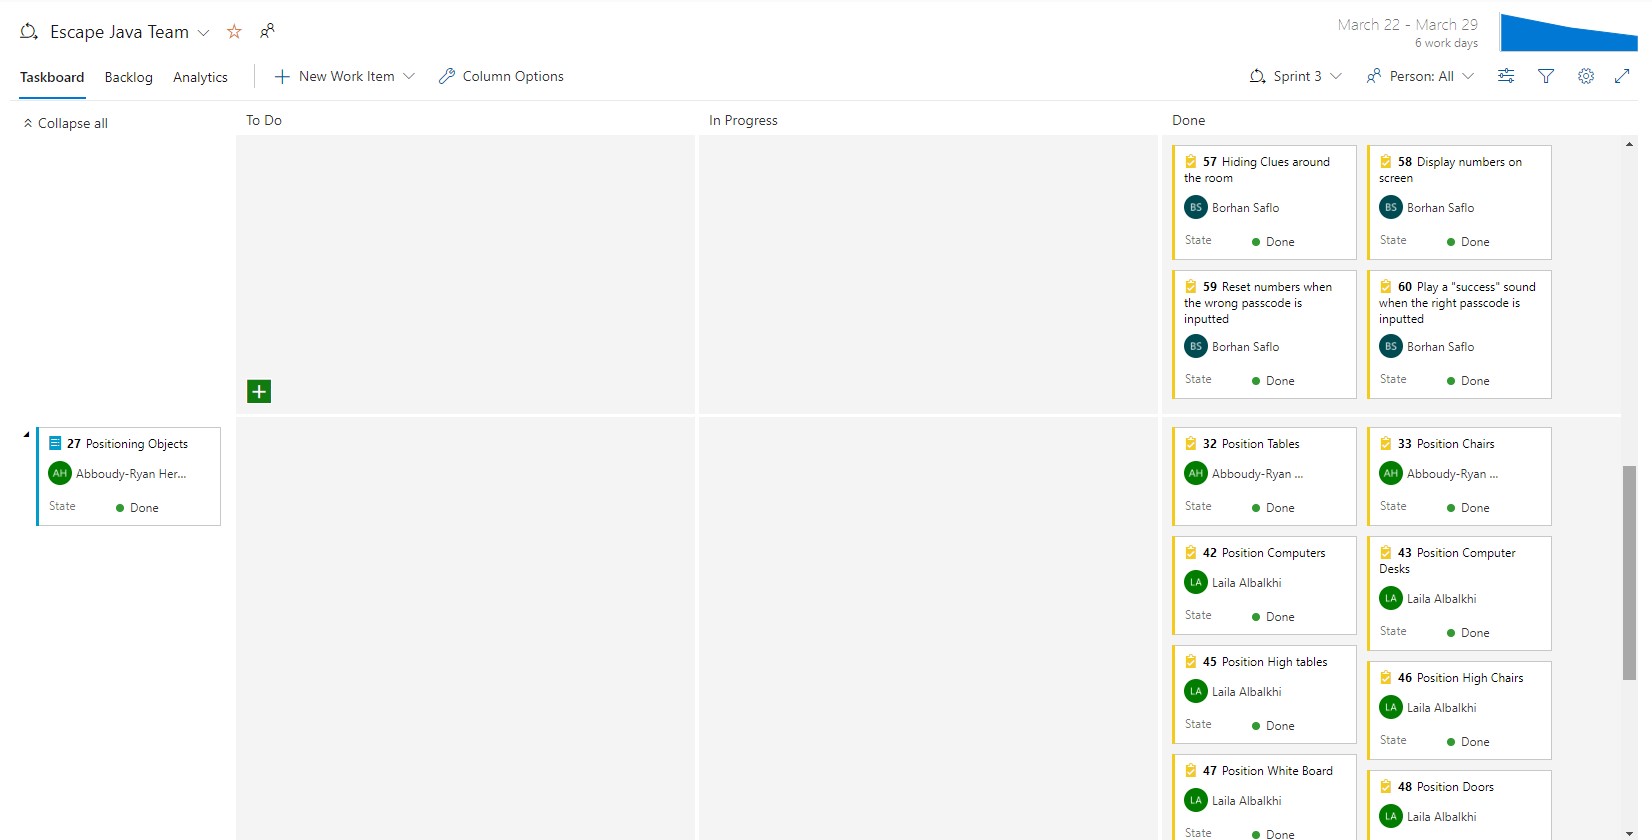 Escape Java Team
March 22 - March 29
6 work days
Taskboard Backlog Analytics New Work Item Column Options Sprint 3 Person: All
Collapse all
To Do In Progress Done
57 Hiding Clues around
the room
BS Borhan Saflo
State Done
58 Display numbers on
screen
BS Borhan Saflo
State Done
59 Reset numbers when
the wrong passcode is
inputted
BS Borhan Saflo
State Done
60 Play a "success" sound
when the right passcode is
inputted
BS Borhan Saflo
State Done
27 Positioning Objects
AH Abboudy-Ryan Her...
State Done
32 Position Tables
AH Abboudy-Ryan ...
State Done
33 Position Chairs
AH Abboudy-Ryan ...
State Done
42 Position Computers
LA Laila Albalkhi
State Done
43 Position Computer
Desks
LA Laila Albalkhi
State Done
45 Position High tables
LA Laila Albalkhi
State Done
46 Position High Chairs
LA Laila Albalkhi
State Done
47 Position White Board
LA Laila Albalkhi
State Done
48 Position Doors
LA Laila Albalkhi